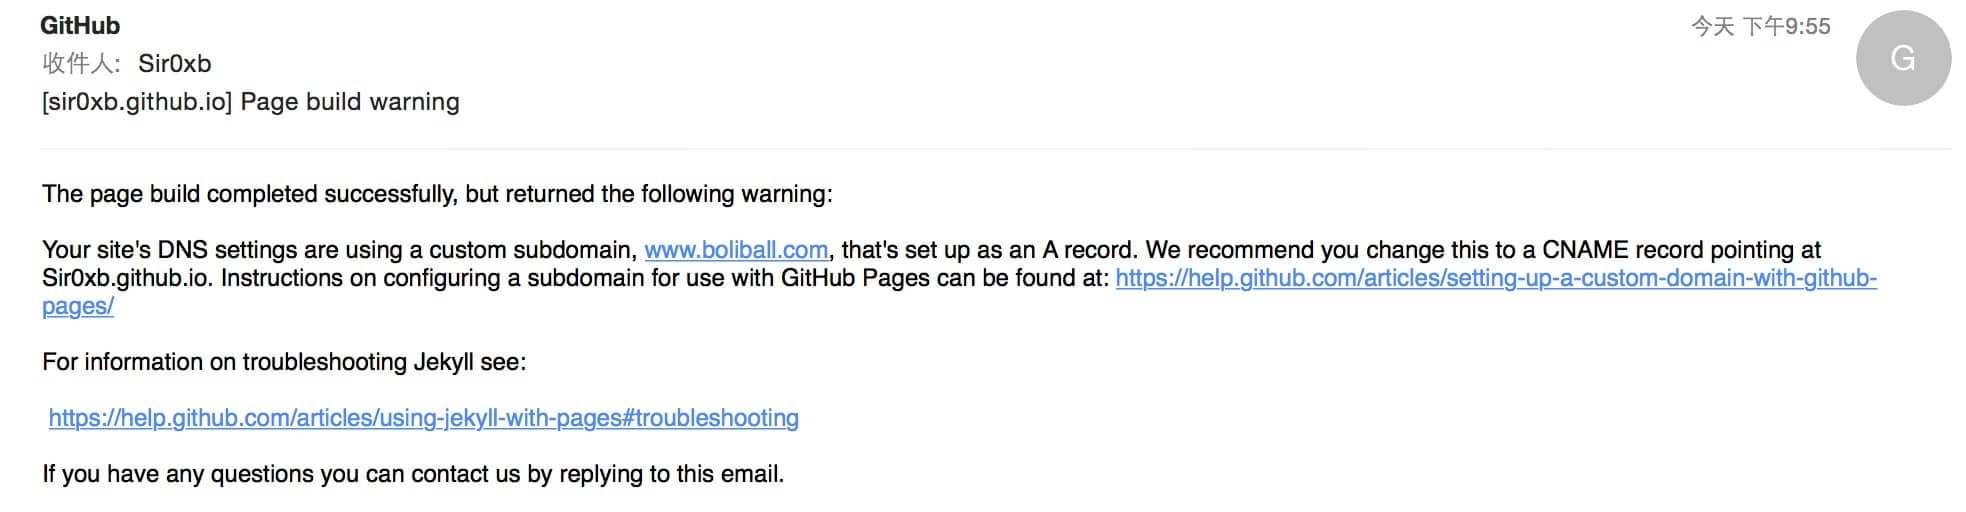 GitHub
今天 下午9:55
G
收件人: Sir0xb
[sir0xb.github.io] Page build warning
The page build completed successfully, but returned the following warning:
Your site's DNS settings are using a custom subdomain, www.boliball.com, that's set up as an A record. We recommend you change this to a CNAME record pointing at
Sir0xb.github.io. Instructions on configuring a subdomain for use with GitHub Pages can be found at: https://help.github.com/articles/setting-up-a-custom-domain-with-github-
pages/
For information on troubleshooting Jekyll see:
https://help.github.com/articles/using-jekyll-with-pages#troubleshooting
If you have any questions you can contact us by replying to this email.